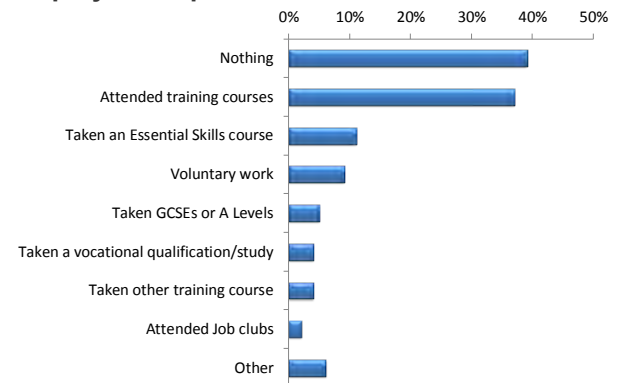 0% 10% 20% 30% 40% 50%
Nothing
Attended training courses
Taken an Essential Skills course
Voluntary work
Taken GCSEs or A Levels
Taken a vocational qualification/study
Taken other training course
Attended Job clubs
Other